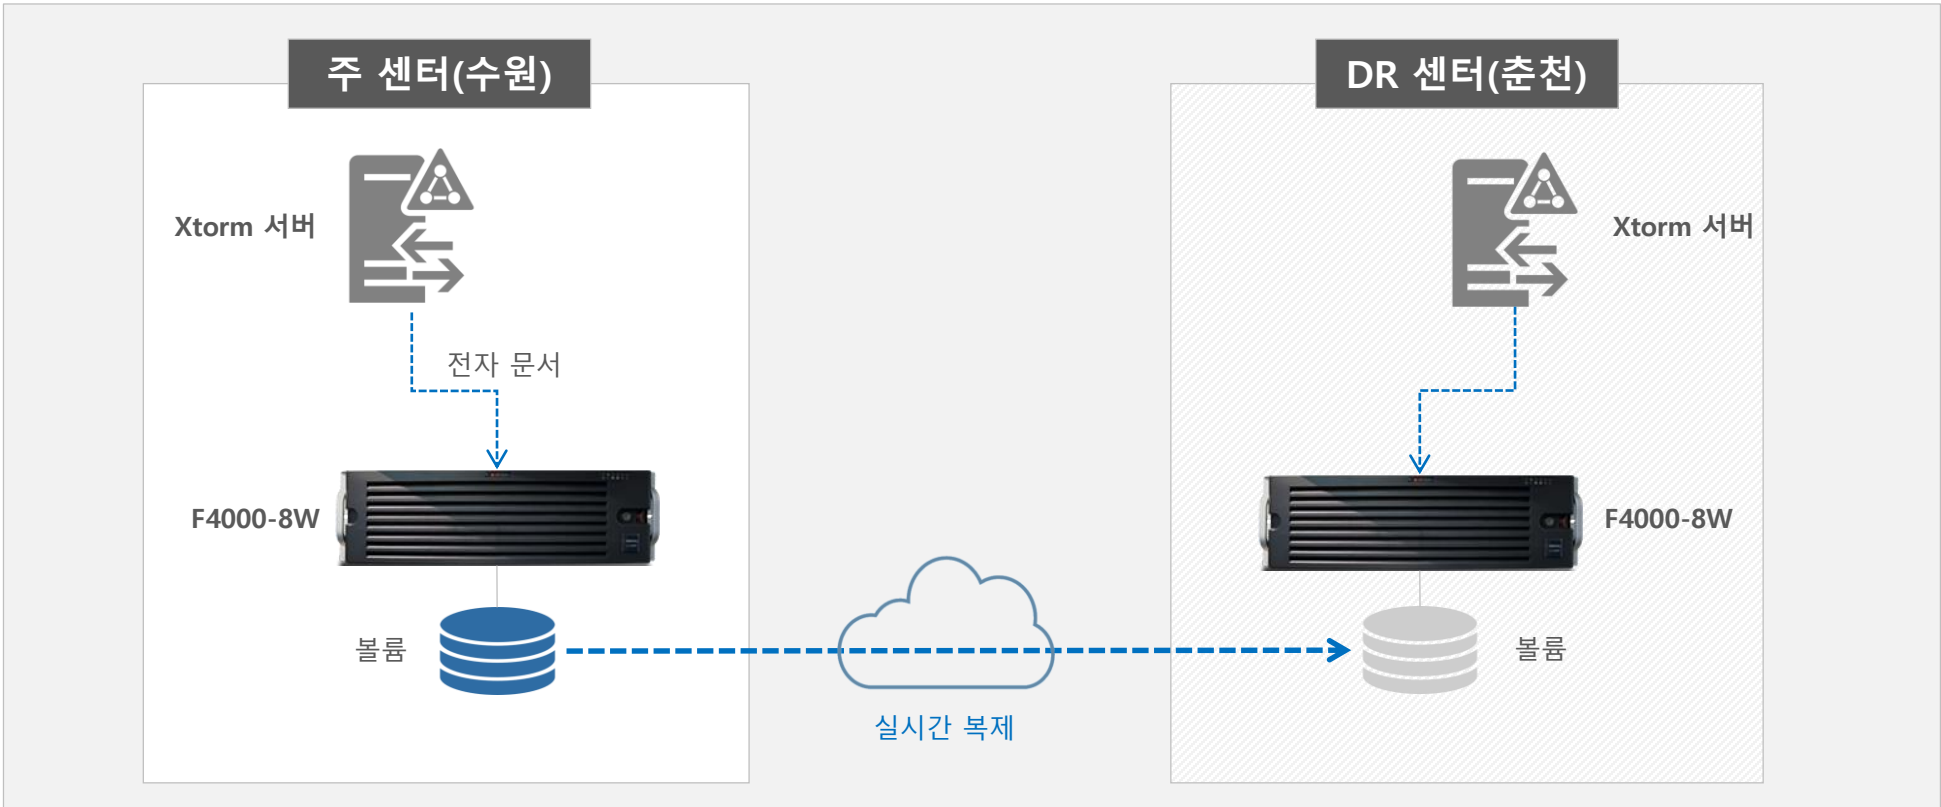 주 센터(수원)
DR 센터(춘천)
Xtorm 서버
Xtorm 서버
전자 문서
F4000-8W
F4000-8W
볼륨
볼륨
실시간 복제